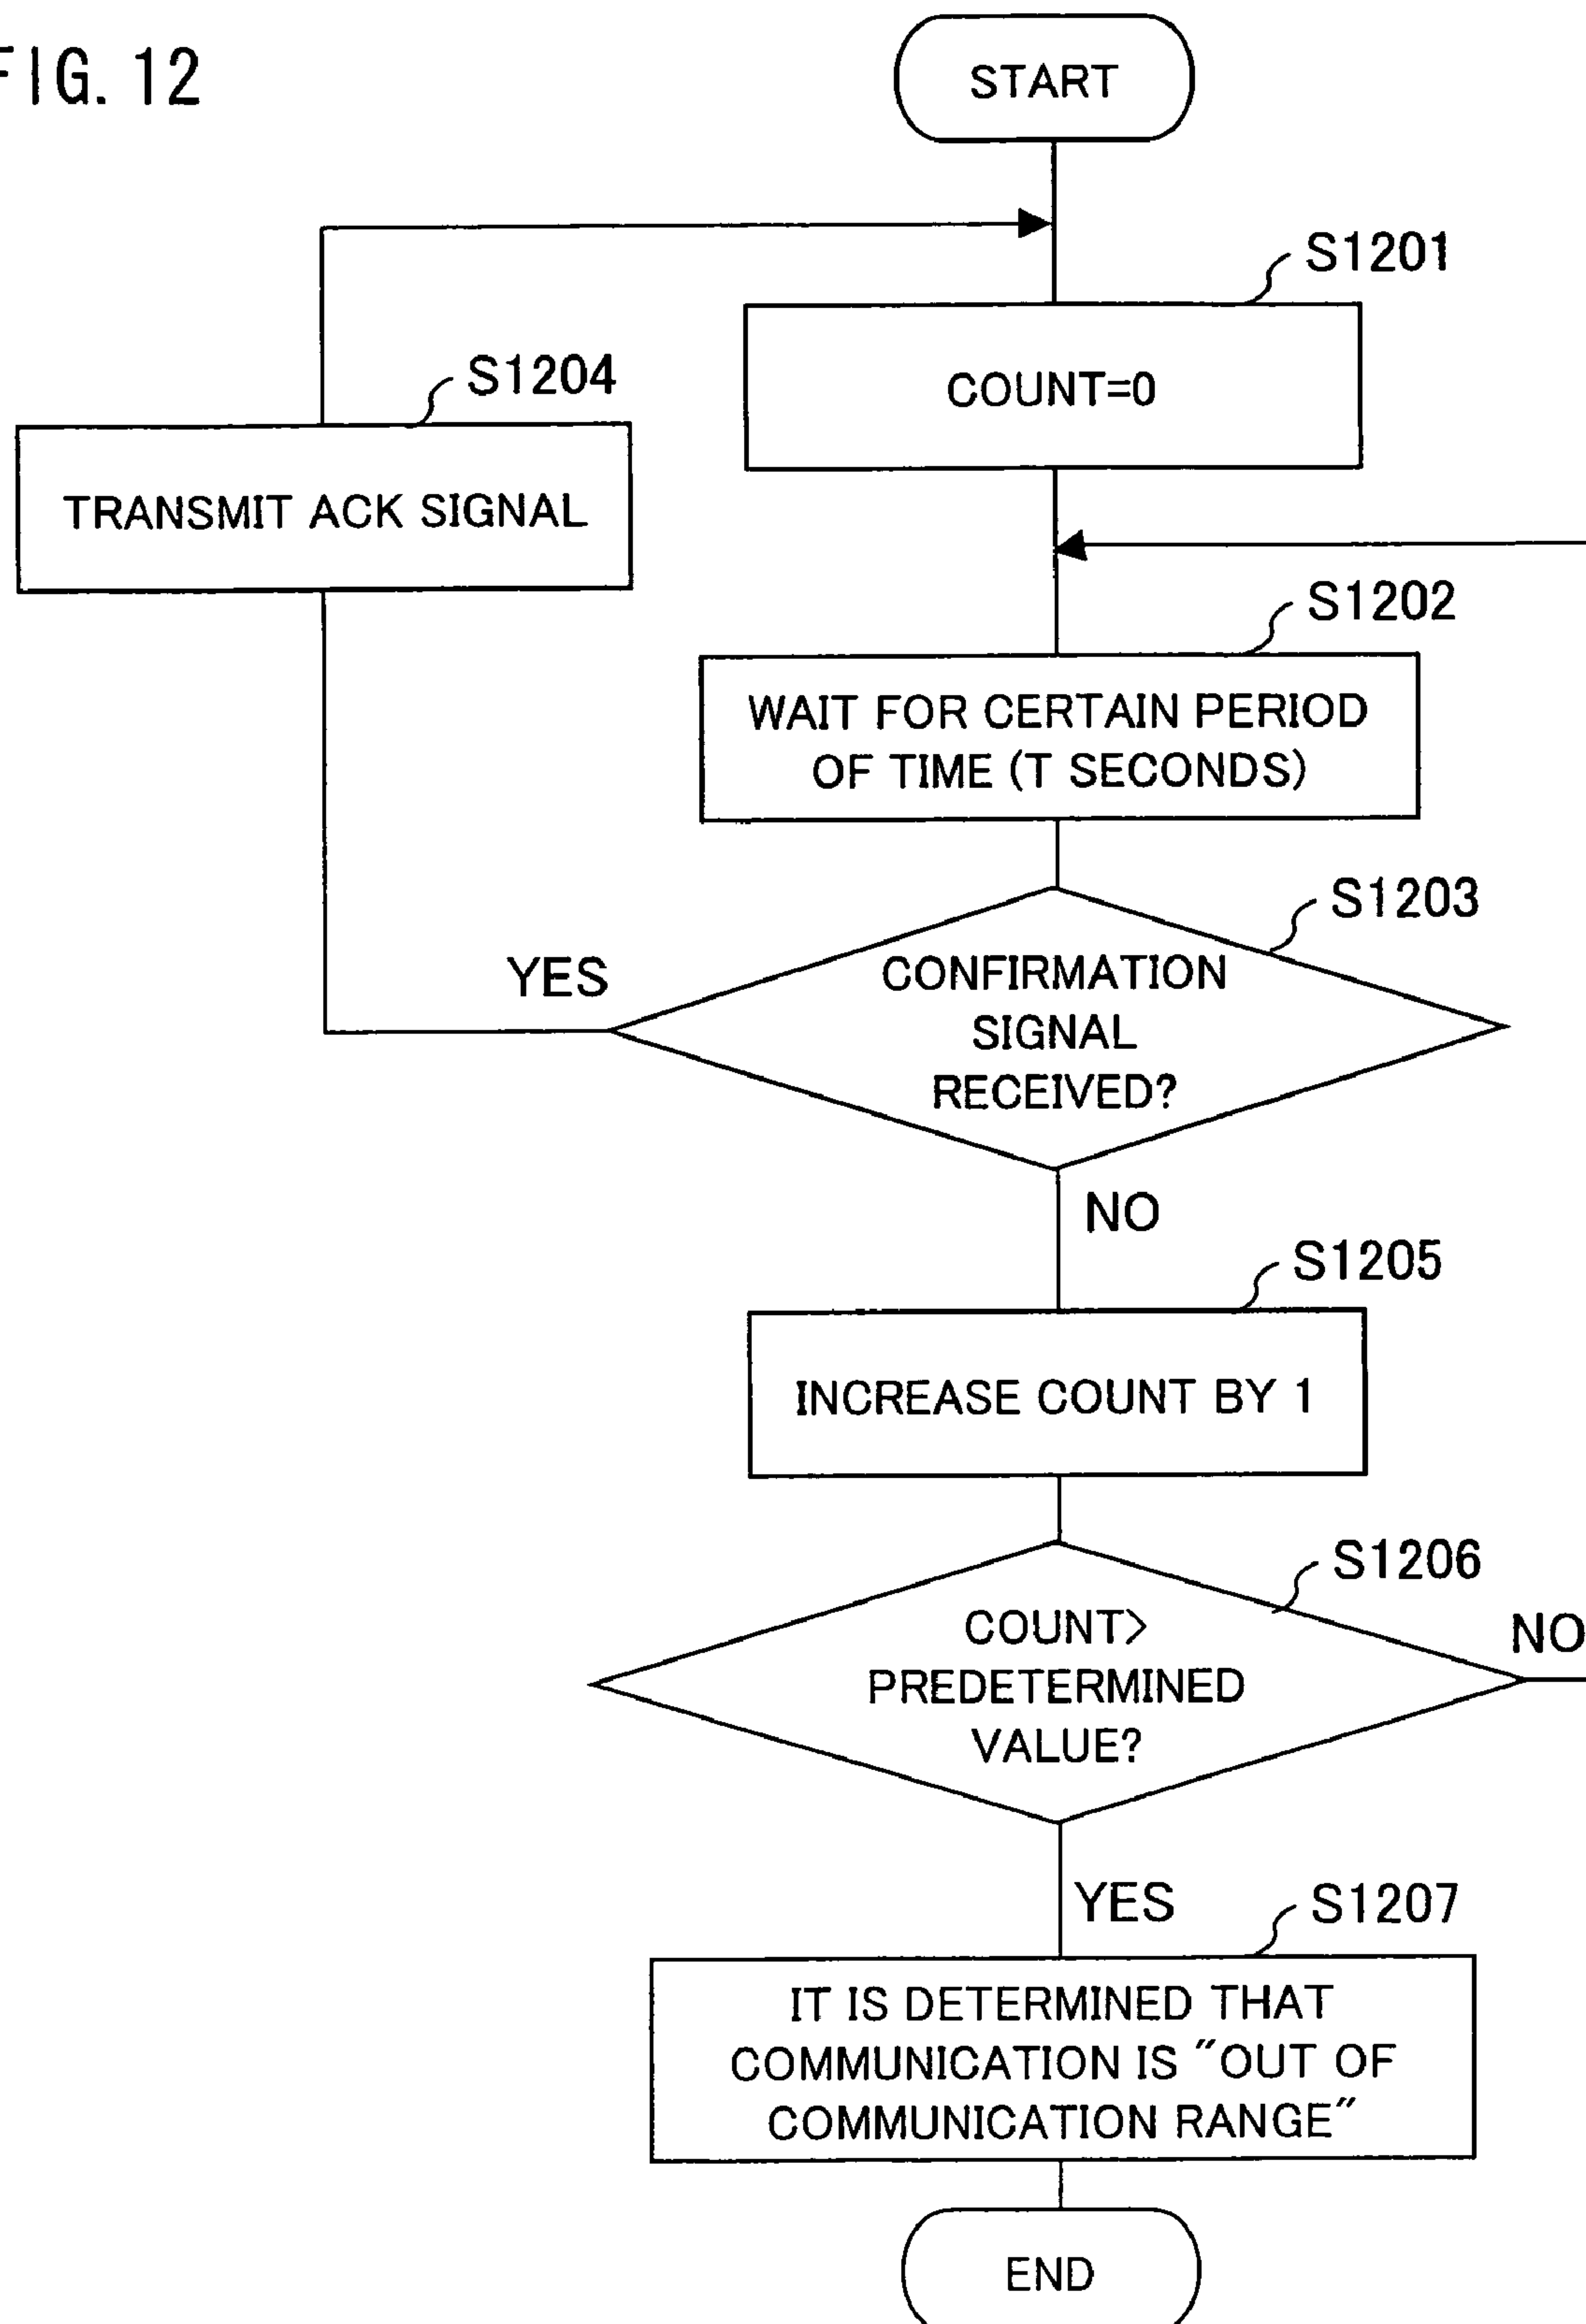 FIG. 12
START
S1201
COUNT=0
S1204
TRANSMIT ACK SIGNAL
S1202
WAIT FOR CERTAIN PERIOD
OF TIME (T SECONDS)
S1203
YES
CONFIRMATION
SIGNAL
RECEIVED?
NO
S1205
INCREASE COUNT BY 1
S1206
COUNT>
PREDETERMINED
VALUE?
NO
YES
S1207
IT IS DETERMINED THAT
COMMUNICATION IS "OUT OF
COMMUNICATION RANGE"
END